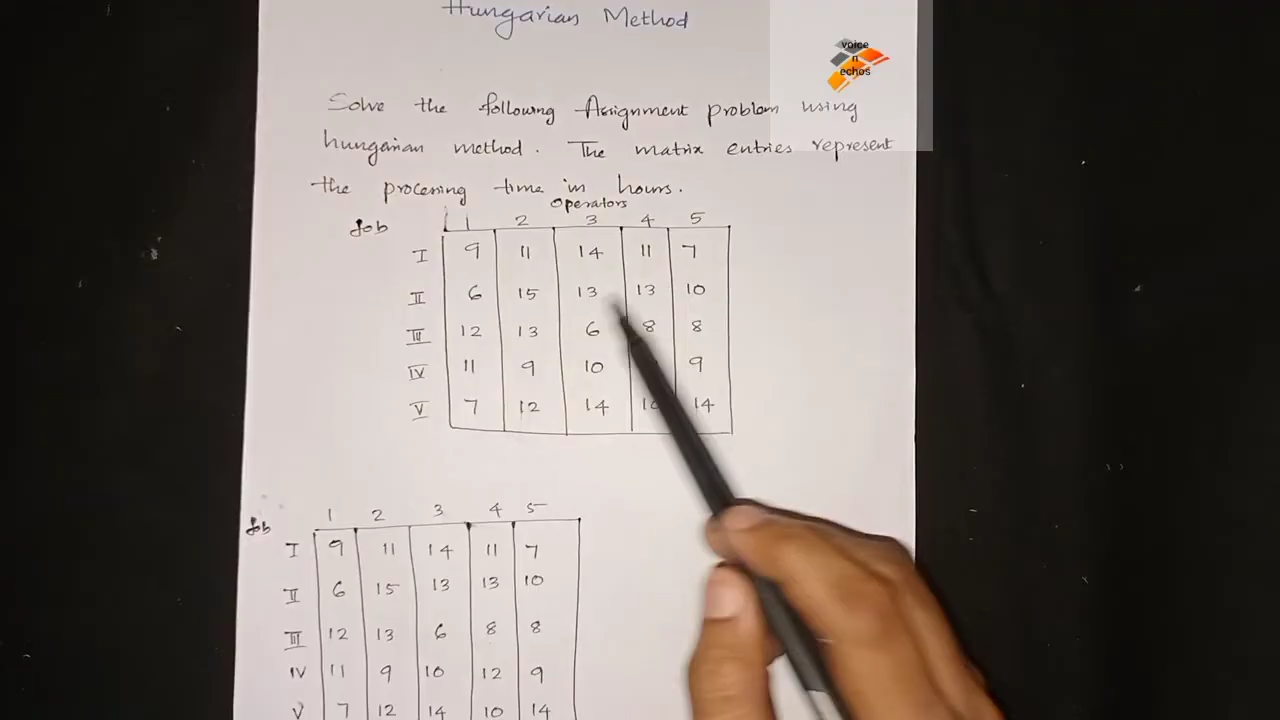 Hungarian Method
voice
n
echos
Solve the following Assignment problem using
hungarian method. The matrix entries represent
the procening time in hours.
Operators
Job 1 2 3 4 5
I 9 11 14 11 7
II 6 15 13 13 10
III 12 13 6 8 8
IV 11 9 10 9
V 7 12 14 14
Job 1 2 3 4 5
I 9 11 14 11 7
II 6 15 13 13 10
III 12 13 6 8 8
IV 11 9 10 12 9
V 7 12 14 10 14